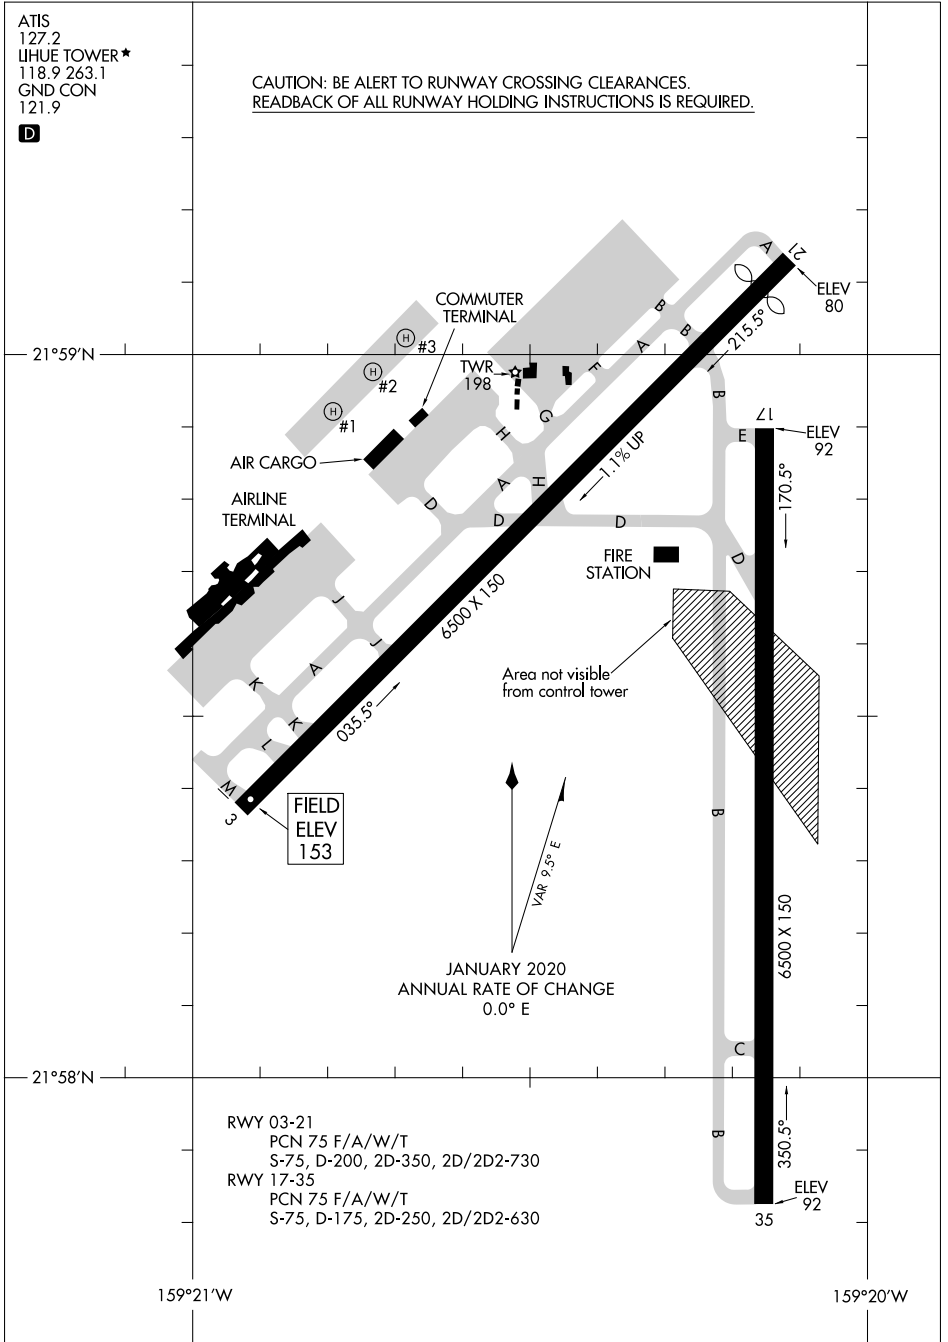 ATIS
127.2
LIHUE TOWER★
118.9 263.1
GND CON
121.9
D
CAUTION: BE ALERT TO RUNWAY CROSSING CLEARANCES.
READBACK OF ALL RUNWAY HOLDING INSTRUCTIONS IS REQUIRED.
A
21
ELEV
80
B
B
215.5°
COMMUTER
TERMINAL
H
#3
21°59'N
A
F
TWR
198
H
#2
B
H
#1
G
17
E
ELEV
92
H
1.1% UP
AIR CARGO
A
H
170.5°
AIRLINE
TERMINAL
D
D
D
FIRE
STATION
D
6500 X 150
J
J
Area not visible
from control tower
A
K
K
035.5°
L
W
3
FIELD
ELEV
153
B
VAR 9.5° E
6500 X 150
JANUARY 2020
ANNUAL RATE OF CHANGE
0.0° E
C
21°58'N
RWY 03-21
PCN 75 F/A/W/T
S-75, D-200, 2D-350, 2D/2D2-730
RWY 17-35
PCN 75 F/A/W/T
S-75, D-175, 2D-250, 2D/2D2-630
B
350.5°
ELEV
92
35
159°21'W
159°20'W